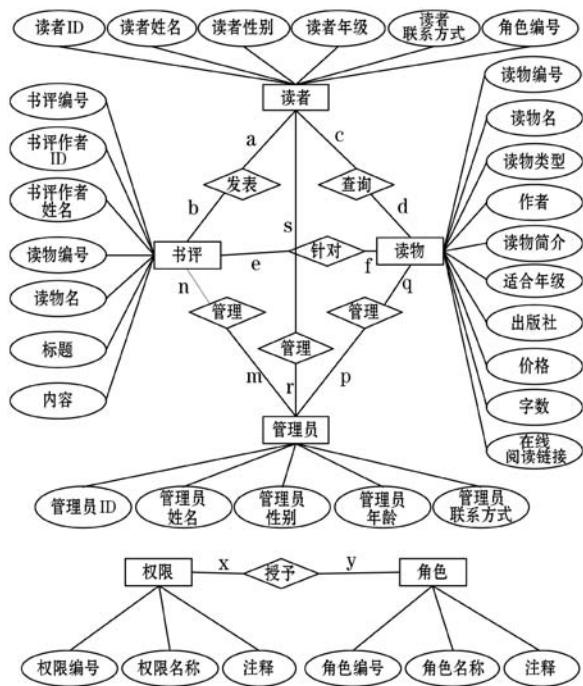 读者ID
读者姓名
读者性别
读者年级
读者
联系方式
角色编号
读者
书评编号
书评作者
ID
书评作者
姓名
读物编号
读物名
标题
内容
读物编号
读物名
读物类型
作者
读物简介
适合年级
出版社
价格
字数
在线
阅读链接
a
c
发表
查询
b
d
s
书评
e
针对
f
读物
n
q
管理
管理
管理
m
r
p
管理员
管理员ID
管理员
姓名
管理员
性别
管理员
年龄
管理员
联系方式
权限
x
授予
y
角色
权限编号
权限名称
注释
角色编号
角色名称
注释